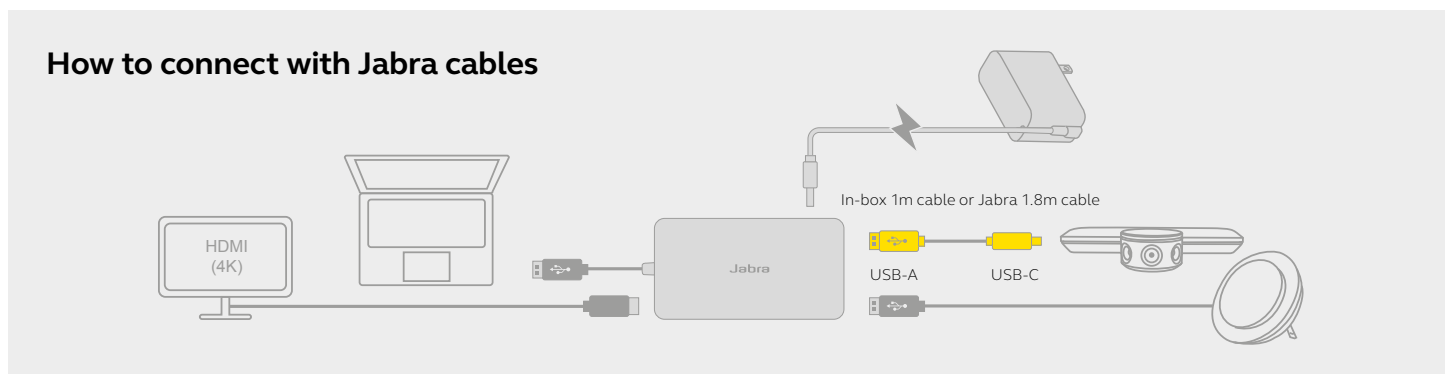 How to connect with Jabra cables
In-box 1m cable or Jabra 1.8m cable
HDMI
(4K)
Jabra
USB-A
USB-C